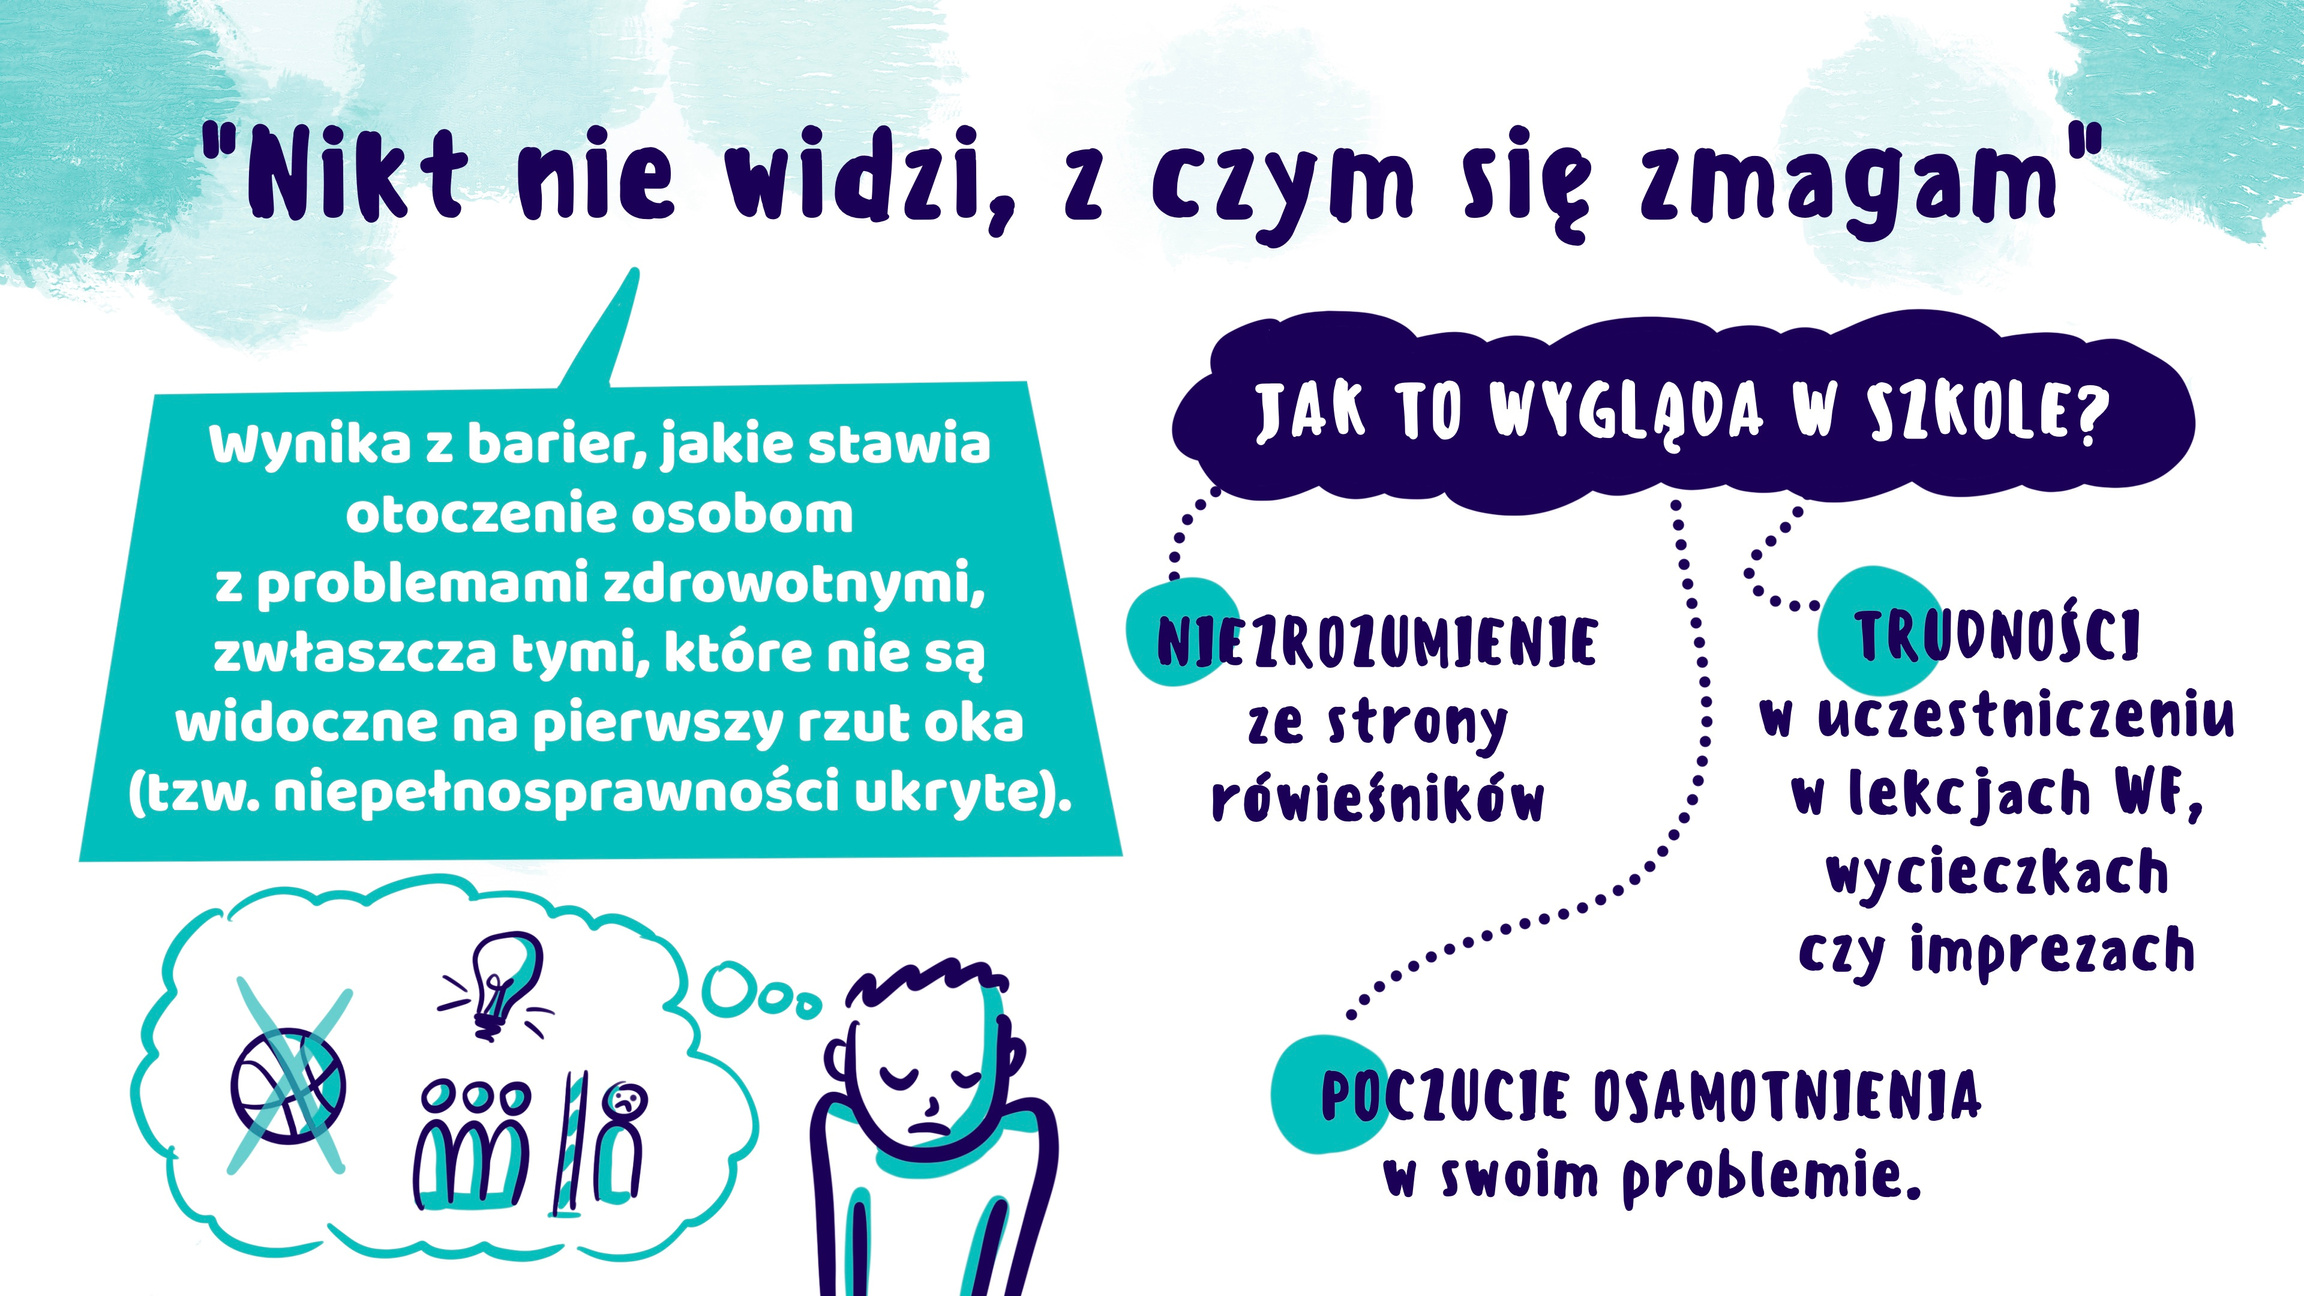 "Nikt nie widzi, z czym się zmagam"
Wynika z barier, jakie stawia
otoczenie osobom
z problemami zdrowotnymi,
zwłaszcza tymi, które nie są
widoczne na pierwszy rzut oka
(tzw. niepełnosprawności ukryte).
JAK TO WYGLĄDA W SZKOLE?
NIEZROZUMIENIE
ze strony
rówieśników
TRUDNOŚCI
w uczestniczeniu
w lekcjach WF,
wycieczkach
czy imprezach
POCZUCIE OSAMOTNIENIA
w swoim problemie.